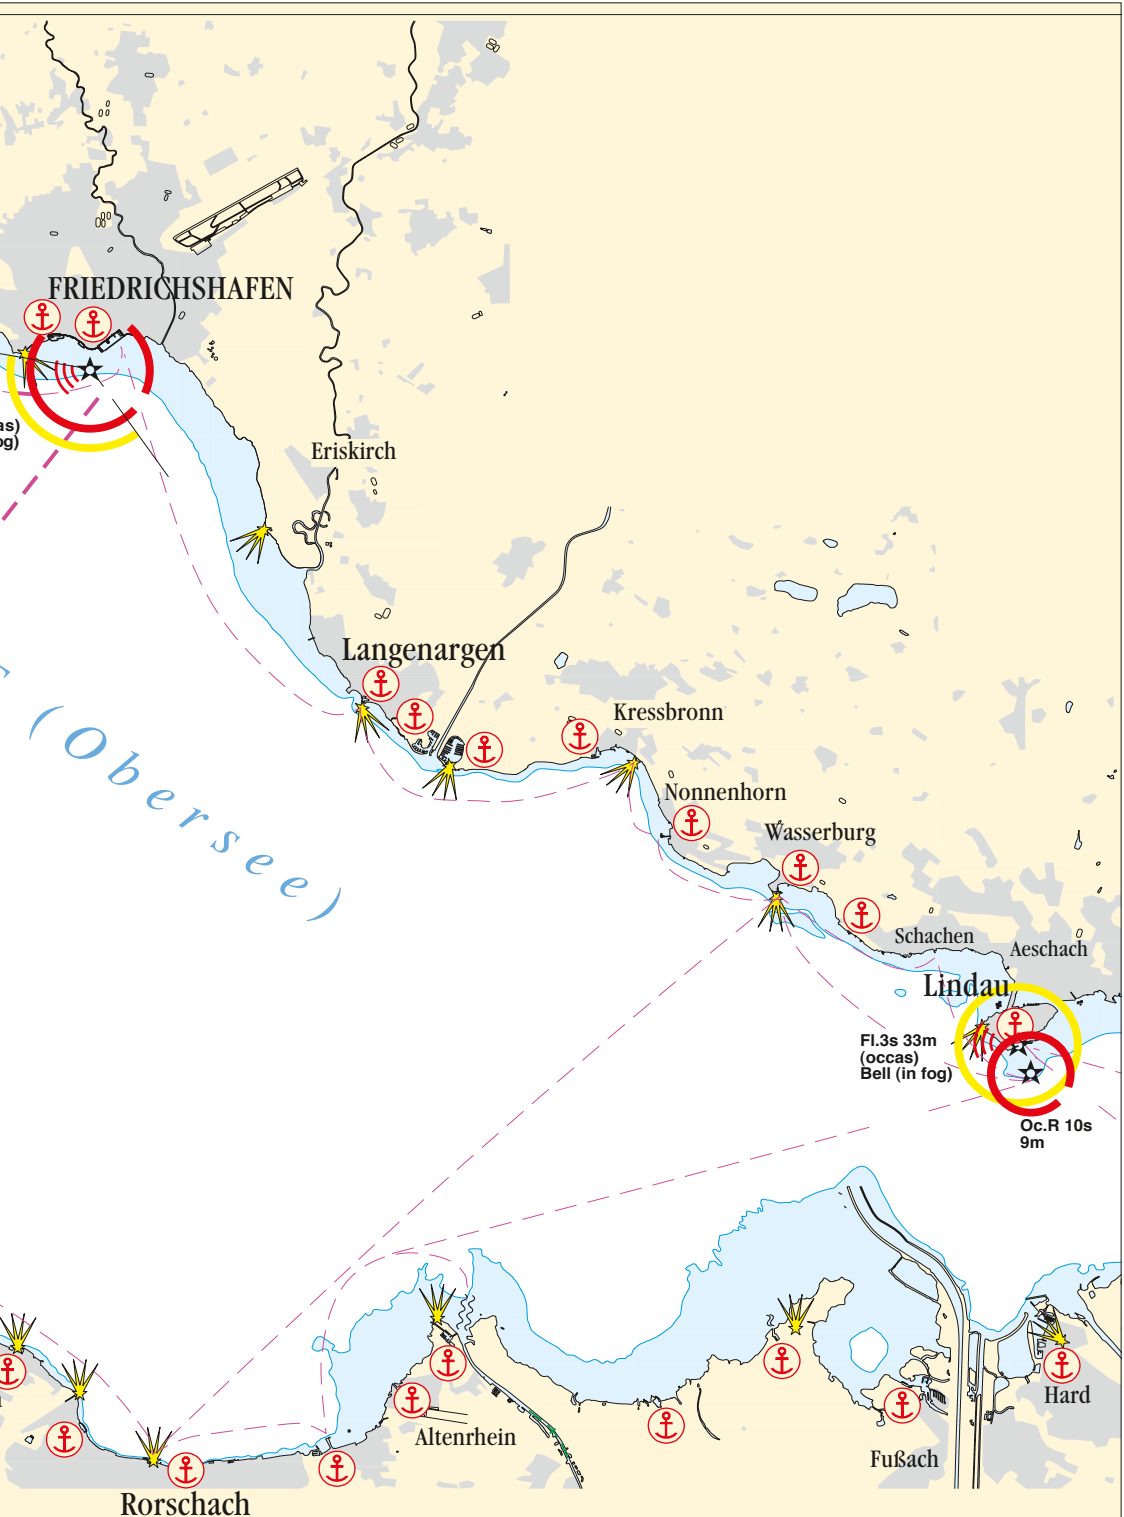 FRIEDRICHSHAFEN
as)
og)
Eriskirch
Langenargen
Kressbronn
Nonnenhorn
Wasserburg
Schachen
Aeschach
Lindau
(Obersee)
Fl.3s 33m
(occas)
Bell (in fog)
Oc.R 10s
9m
Hard
Altenrhein
Fußach
Rorschach